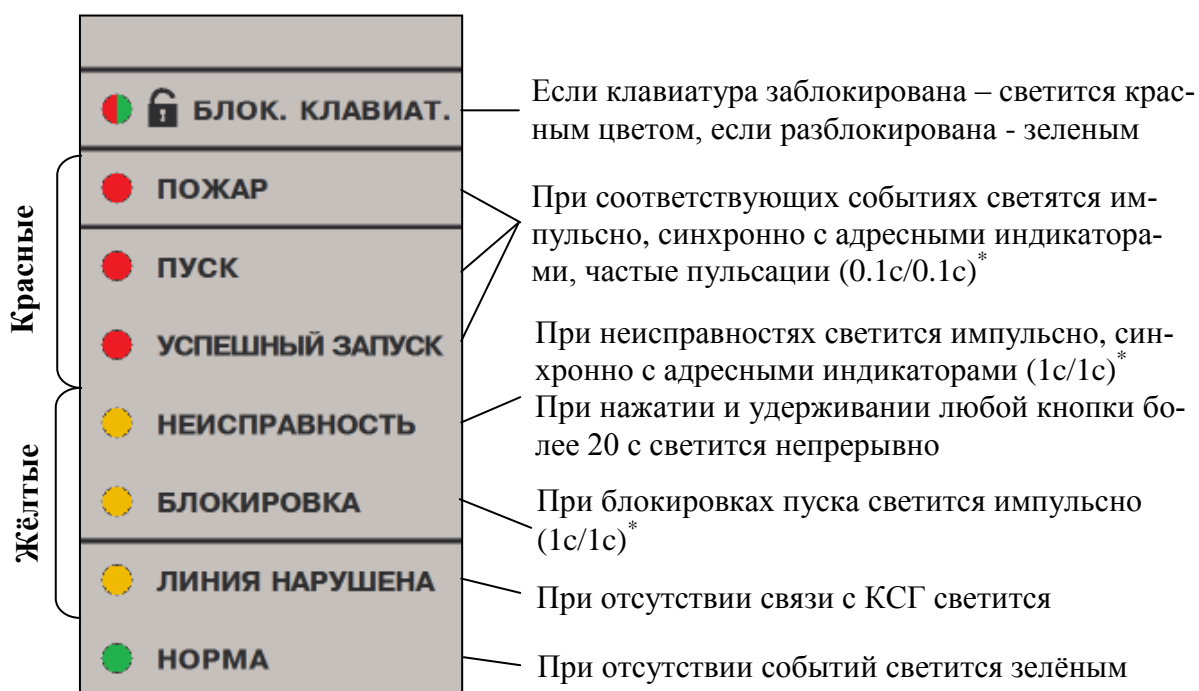 БЛОК. КЛАВИАТ.
Если клавиатура заблокирована – светится крас-
ным цветом, если разблокирована - зеленым
Красные
ПОЖАР
ПУСК
УСПЕШНЫЙ ЗАПУСК
При соответствующих событиях светятся им-
пульсно, синхронно с адресными индикатора-
ми, частые пульсации (0.1с/0.1с)*
Жёлтые
НЕИСПРАВНОСТЬ
При неисправностях светится импульсно, син-
хронно с адресными индикаторами (1с/1с)*
При нажатии и удерживании любой кнопки бо-
лее 20 с светится непрерывно
БЛОКИРОВКА
При блокировках пуска светится импульсно
(1с/1с)*
ЛИНИЯ НАРУШЕНА
При отсутствии связи с КСГ светится
НОРМА
При отсутствии событий светится зелёным